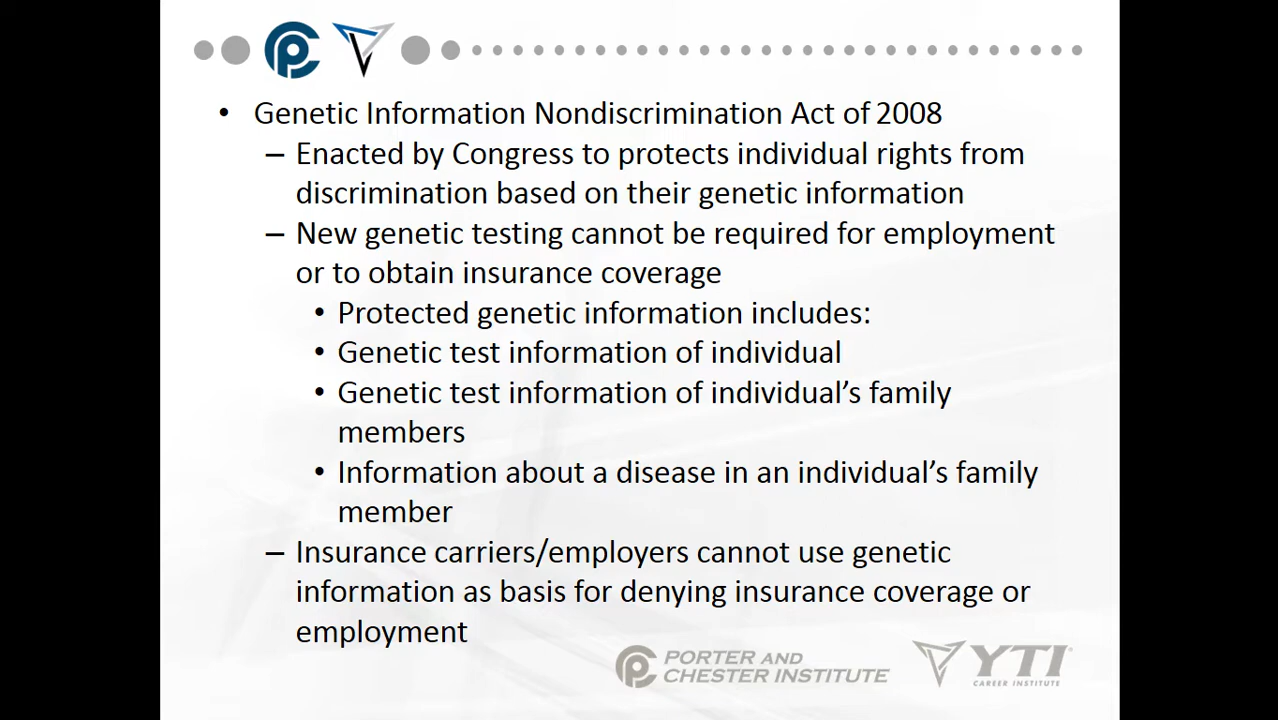 • Genetic Information Nondiscrimination Act of 2008
– Enacted by Congress to protects individual rights from
discrimination based on their genetic information
– New genetic testing cannot be required for employment
or to obtain insurance coverage
• Protected genetic information includes:
• Genetic test information of individual
• Genetic test information of individual’s family
members
• Information about a disease in an individual’s family
member
– Insurance carriers/employers cannot use genetic
information as basis for denying insurance coverage or
employment
PORTER AND
CHESTER INSTITUTE
YTI
CAREER INSTITUTE